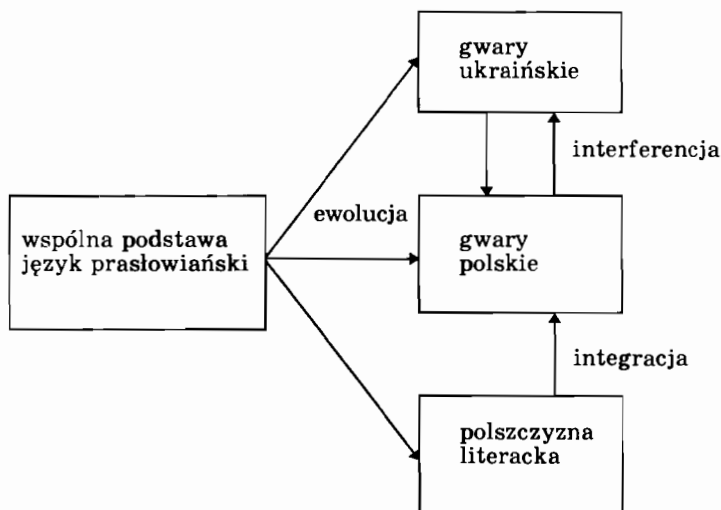 gwary
ukraińskie
interferencja
ewolucja
wspólna podstawa
język prasłowiański
gwary
polskie
integracja
polszczyzna
literacka